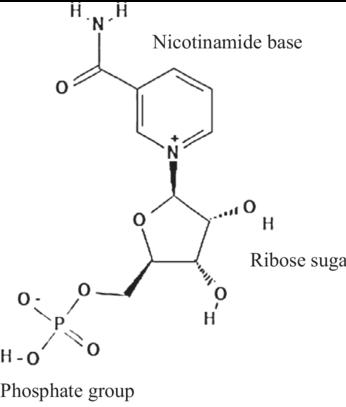 H H
N
Nicotinamide base
O
+
N
O
H
O
Ribose suga
O
H
O
O-
P
H-O
O
Phosphate group